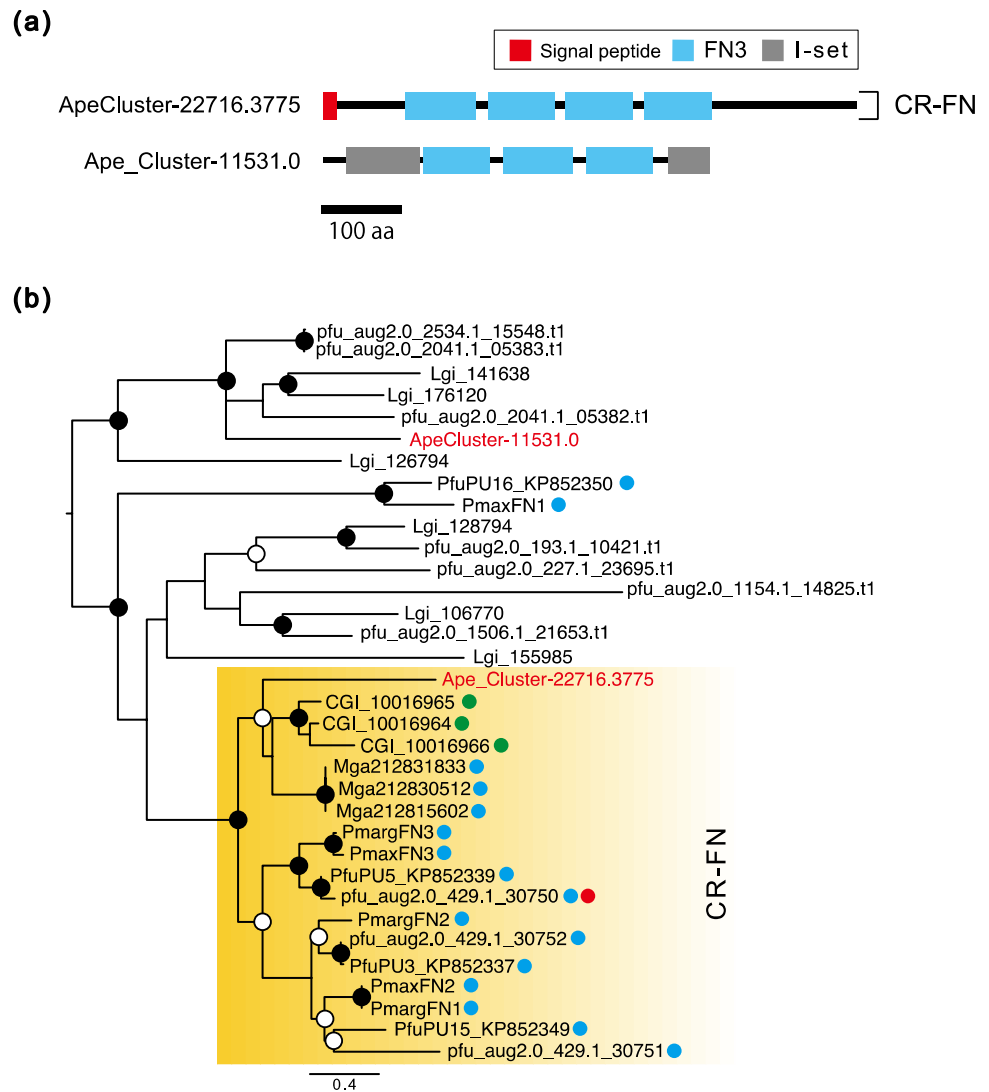 (a)
Signal peptide FN3 I-set
ApeCluster-22716.3775 CR-FN
Ape_Cluster-11531.0
100 aa
(b)
pfu_aug2.0_2534.1_15548.t1
pfu_aug2.0_2041.1_05383.t1
Lgi_141638
Lgi_176120
pfu_aug2.0_2041.1_05382.t1
ApeCluster-11531.0
Lgi_126794
PfuPU16_KP852350
PmaxFN1
Lgi_128794
pfu_aug2.0_193.1_10421.t1
pfu_aug2.0_227.1_23695.t1
pfu_aug2.0_1154.1_14825.t1
Lgi_106770
pfu_aug2.0_1506.1_21653.t1
Lgi_155985
Ape_Cluster-22716.3775
CGI_10016965
CGI_10016964
CGI_10016966
Mga212831833
Mga212830512
Mga212815602
PmargFN3
PmaxFN3
PfuPU5_KP852339
pfu_aug2.0_429.1_30750
PmargFN2
pfu_aug2.0_429.1_30752
PfuPU3_KP852337
PmaxFN2
PmargFN1
PfuPU15_KP852349
pfu_aug2.0_429.1_30751
CR-FN
0.4